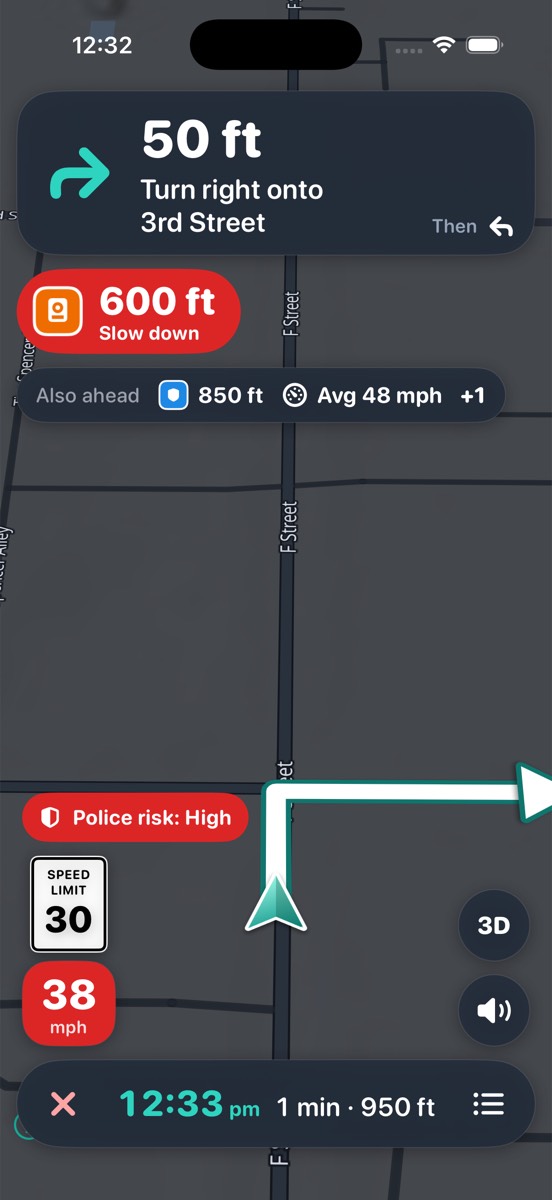 12:32
50 ft
Turn right onto
3rd Street
Then
600 ft
Slow down
F Street
Also ahead 850 ft Avg 48 mph +1
F Street
Police risk: High
SPEED
LIMIT
30
3D
38
mph
12:33 pm 1 min · 950 ft